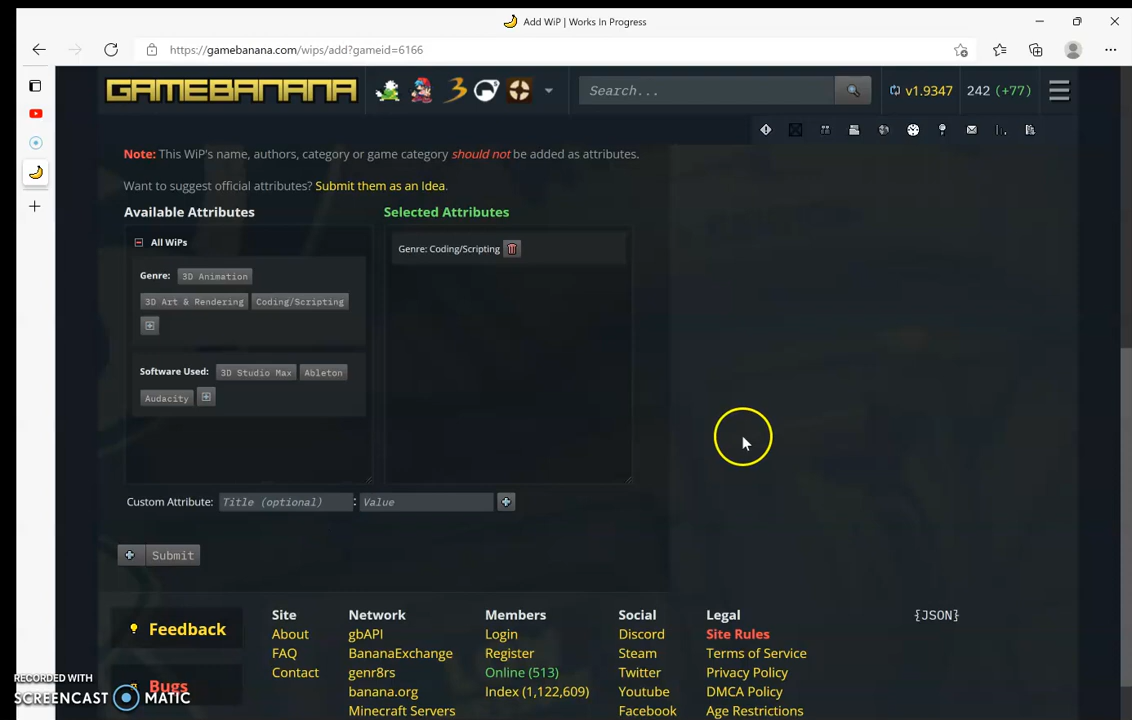 Add WiP | Works In Progress
https://gamebanana.com/wips/add?gameid=6166
GAMEBANANA
Search...
v1.9347
242 (+77)
Note: This WiP's name, authors, category or game category should not be added as attributes.
Want to suggest official attributes? Submit them as an Idea.
Available Attributes
Selected Attributes
All WiPs
Genre: Coding/Scripting
Genre: 3D Animation
3D Art & Rendering Coding/Scripting
Software Used: 3D Studio Max Ableton
Audacity
Custom Attribute: Title (optional) : Value
Submit
Site Network Members Social Legal {JSON}
Feedback
About gbAPI Login Discord Site Rules
FAQ BananaExchange Register Steam Terms of Service
Contact genr8rs Online (513) Twitter Privacy Policy
Bugs
banana.org Index (1,122,609) Youtube DMCA Policy
Minecraft Servers Facebook Age Restrictions
RECORDED WITH
SCREENCAST MATIC